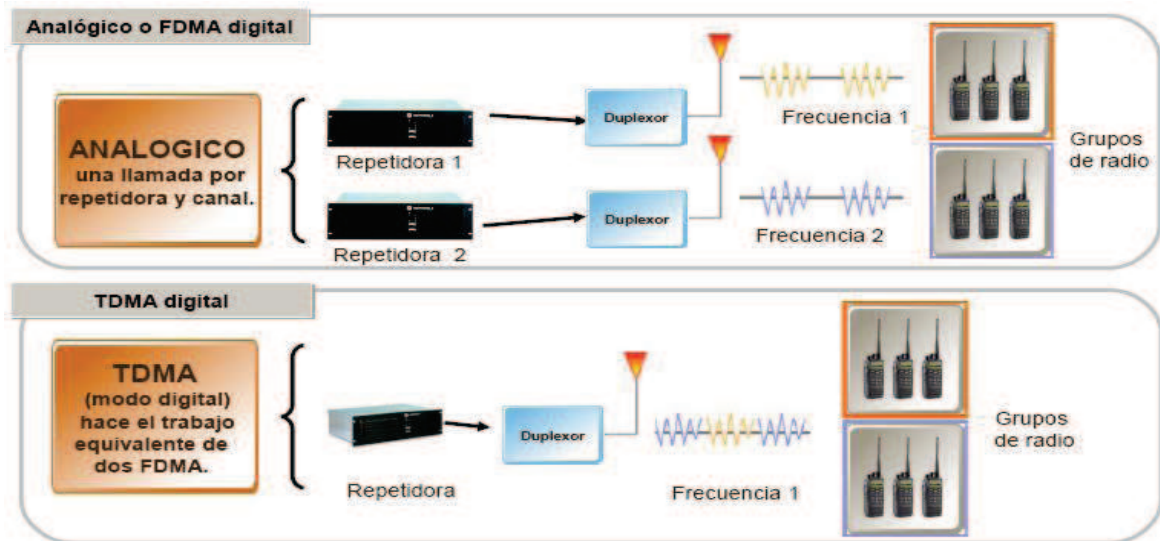 Analógico o FDMA digital
ANALOGICO
una llamada por
repetidora y canal.
Repetidora 1
Duplexor
Frecuencia 1
Repetidora 2
Duplexor
Frecuencia 2
Grupos
de radio
TDMA digital
TDMA
(modo digital)
hace el trabajo
equivalente de
dos FDMA.
Repetidora
Duplexor
Frecuencia 1
Grupos
de radio